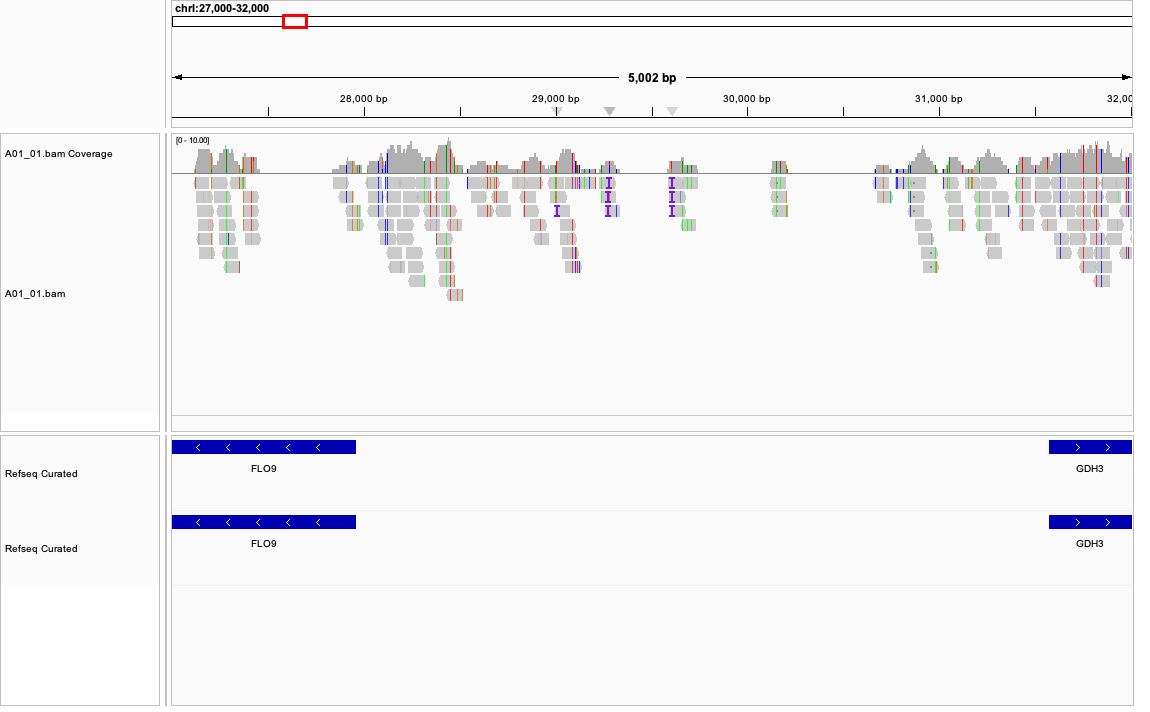 chrI:27,000-32,000
5,002 bp
28,000 bp 29,000 bp 30,000 bp 31,000 bp 32,00
[0 - 10.00]
A01_01.bam Coverage
A01_01.bam
Refseq Curated
FLO9 GDH3
Refseq Curated
FLO9 GDH3